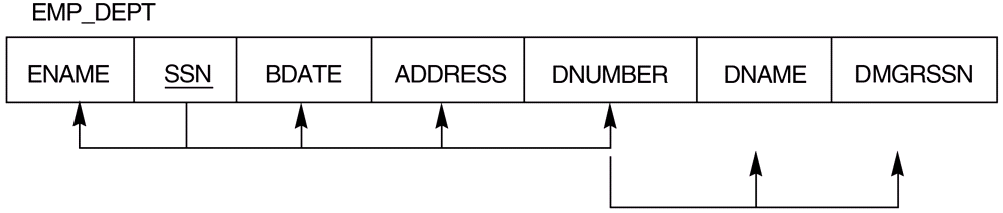 EMP_DEPT
ENAME SSN BDATE ADDRESS DNUMBER DNAME DMGRSSN